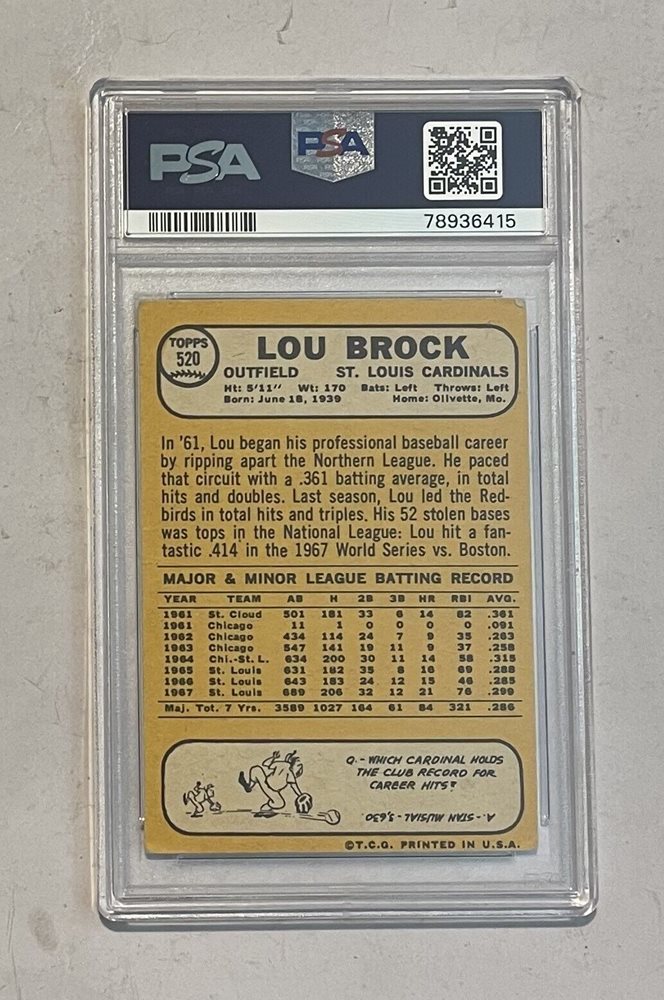 PSA PSA
78936415
TOPPS
520
LOU BROCK
OUTFIELD ST. LOUIS CARDINALS
Ht: 5'11" Wt: 170 Bats: Left Throws: Left
Born: June 18, 1939 Home: Olivette, Mo.
In '61, Lou began his professional baseball career
by ripping apart the Northern League. He paced
that circuit with a .361 batting average, in total
hits and doubles. Last season, Lou led the Red-
birds in total hits and triples. His 52 stolen bases
was tops in the National League: Lou hit a fan-
tastic .414 in the 1967 World Series vs. Boston.
MAJOR & MINOR LEAGUE BATTING RECORD
YEAR TEAM AB H 2B 3B HR RBI AVG.
1961 St. Cloud 501 181 33 6 14 82 .361
1961 Chicago 11 1 0 0 0 0 .091
1962 Chicago 434 114 24 7 9 35 .263
1963 Chicago 547 141 19 11 9 37 .258
1964 Chi.-St. L. 634 200 30 11 14 58 .315
1965 St. Louis 631 182 35 8 16 69 .288
1966 St. Louis 643 183 24 12 15 46 .285
1967 St. Louis 689 206 32 12 21 76 .299
Maj. Tot. 7 Yrs. 3589 1027 164 61 84 321 .286
Q.- WHICH CARDINAL HOLDS
THE CLUB RECORD FOR
CAREER HITS?
A.- STAN MUSIAL - 3,630.
©T.C.G. PRINTED IN U.S.A.